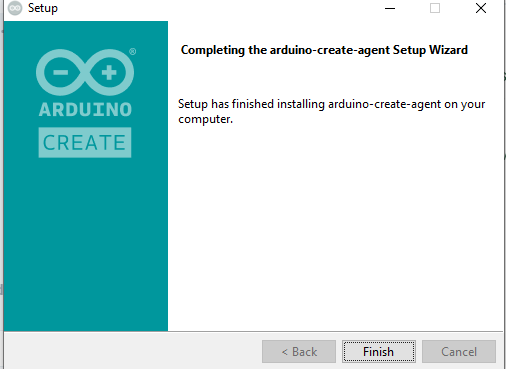 Setup
Completing the arduino-create-agent Setup Wizard
ARDUINO
CREATE
Setup has finished installing arduino-create-agent on your
computer.
< Back
Finish
Cancel